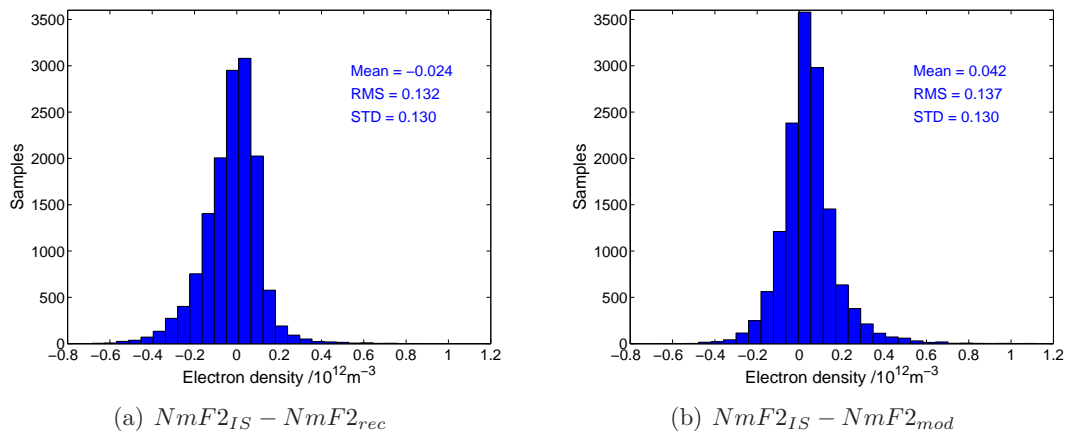 3500
3000
2500
2000
1500
1000
500
0
Samples
Mean = −0.024
RMS = 0.132
STD = 0.130
−0.8 −0.6 −0.4 −0.2 0 0.2 0.4 0.6 0.8 1 1.2
Electron density /10¹²m⁻³
(a) NmF2_IS − NmF2_rec
3500
3000
2500
2000
1500
1000
500
0
Samples
Mean = 0.042
RMS = 0.137
STD = 0.130
−0.8 −0.6 −0.4 −0.2 0 0.2 0.4 0.6 0.8 1 1.2
Electron density /10¹²m⁻³
(b) NmF2_IS − NmF2_mod